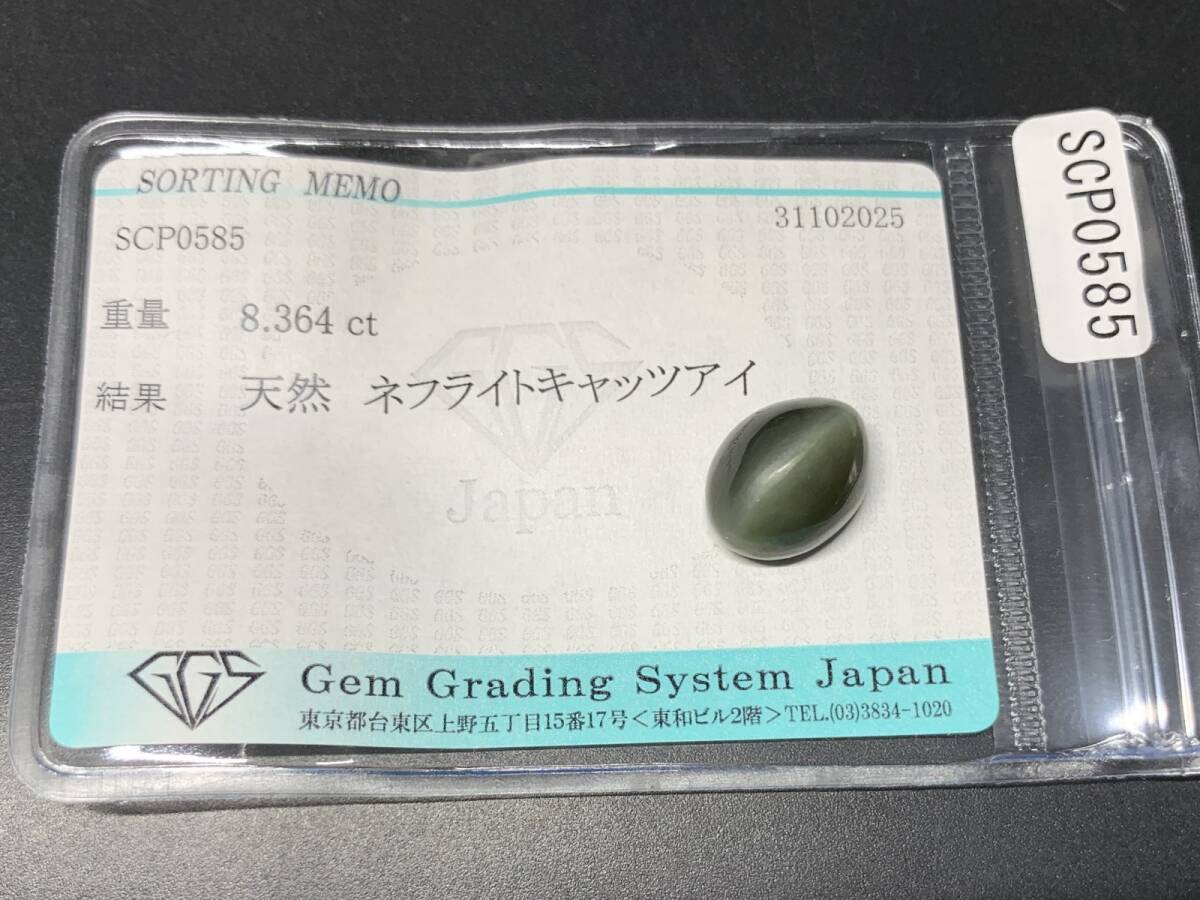 SORTING MEMO
SCP0585
31102025
重量 8.364 ct
結果 天然 ネフライトキャッツアイ
GGS
Japan
GGS
Gem Grading System Japan
東京都台東区上野五丁目15番17号<東和ビル2階>TEL.(03)3834-1020
SCP0585